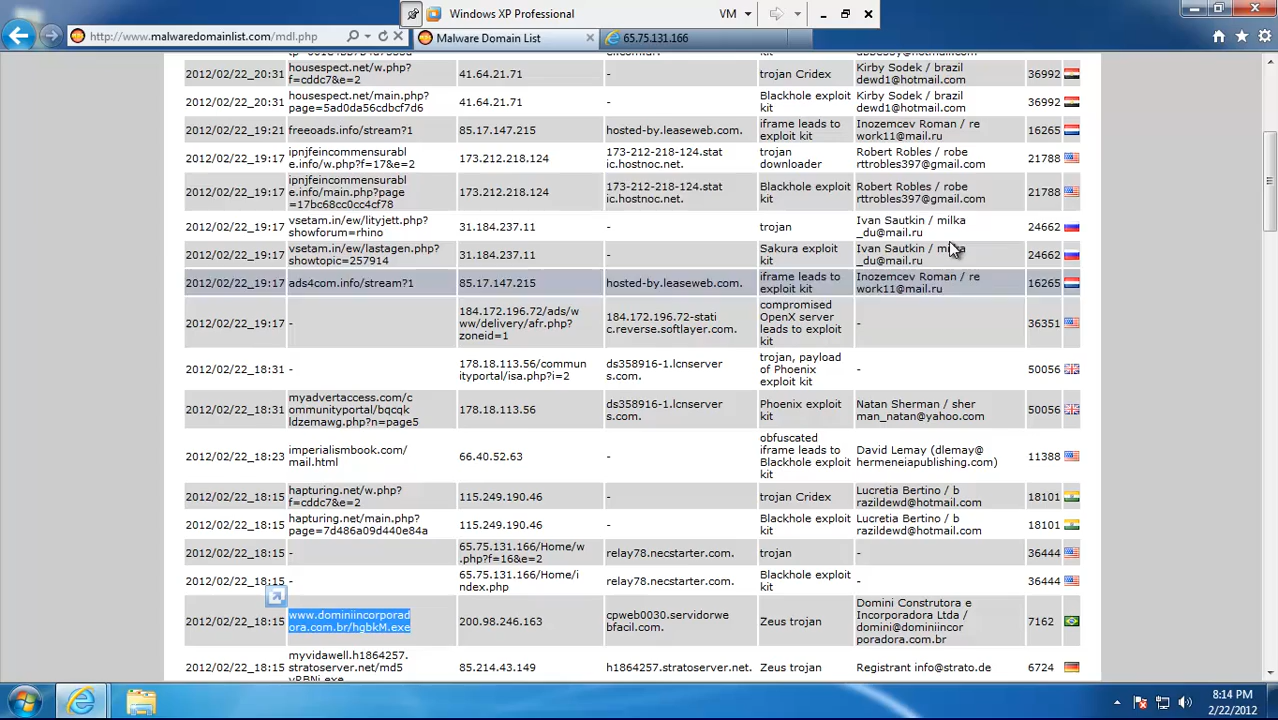 Windows XP Professional
VM
http://www.malwaredomainlist.com/mdl.php
Malware Domain List
65.75.131.166
2012/02/22_20:31 housespect.net/w.php? 41.64.21.71 - trojan Cridex Kirby Sodek / brazil 36992
f=cddc7&e=2 dewd1@hotmail.com
2012/02/22_20:31 housespect.net/main.php? 41.64.21.71 - Blackhole exploit Kirby Sodek / brazil 36992
page=5ad0da56cdbcf7d6 kit dewd1@hotmail.com
2012/02/22_19:21 freeoads.info/stream?1 85.17.147.215 hosted-by.leaseweb.com. iframe leads to Inozemcev Roman / re 16265
exploit kit work11@mail.ru
2012/02/22_19:17 ipnjfeincommensurabl 173.212.218.124 173-212-218-124.stat trojan Robert Robles / robe 21788
e.info/w.php?f=17&e=2 ic.hostnoc.net. downloader rttrobles397@gmail.com
ipnjfeincommensurabl
2012/02/22_19:17 e.info/main.php?page 173.212.218.124 173-212-218-124.stat Blackhole exploit Robert Robles / robe 21788
=17bc68cc0cc4cf78 ic.hostnoc.net. kit rttrobles397@gmail.com
2012/02/22_19:17 vsetam.in/ew/lityjett.php? 31.184.237.11 - trojan Ivan Sautkin / milka 24662
showforum=rhino _du@mail.ru
2012/02/22_19:17 vsetam.in/ew/lastagen.php? 31.184.237.11 - Sakura exploit Ivan Sautkin / milka 24662
showtopic=257914 kit _du@mail.ru
2012/02/22_19:17 ads4com.info/stream?1 85.17.147.215 hosted-by.leaseweb.com. iframe leads to Inozemcev Roman / re 16265
exploit kit work11@mail.ru
compromised
2012/02/22_19:17 - 184.172.196.72/ads/w 184.172.196.72-stati OpenX server - 36351
ww/delivery/afr.php? c.reverse.softlayer.com. leads to exploit
zoneid=1 kit
2012/02/22_18:31 - 178.18.113.56/commun ds358916-1.lcnserver trojan, payload - 50056
ityportal/isa.php?i=2 s.com. of Phoenix
exploit kit
myadvertaccess.com/c
2012/02/22_18:31 ommunityportal/bqcqk 178.18.113.56 ds358916-1.lcnserver Phoenix exploit Natan Sherman / sher 50056
ldzemawg.php?n=page5 s.com. kit man_natan@yahoo.com
obfuscated
2012/02/22_18:23 imperialismbook.com/ 66.40.52.63 - iframe leads David Lemay (dlemay@ 11388
mail.html to Blackhole hermeneiapublishing.com)
exploit kit
2012/02/22_18:15 hapturing.net/w.php? 115.249.190.46 - trojan Cridex Lucretia Bertino / b 18101
f=cddc7&e=2 razildewd@hotmail.com
2012/02/22_18:15 hapturing.net/main.php? 115.249.190.46 - Blackhole exploit Lucretia Bertino / b 18101
page=7d486a09d440e84a kit razildewd@hotmail.com
2012/02/22_18:15 - 65.75.131.166/Home/w relay78.necstarter.com. trojan - 36444
.php?f=16&e=2
2012/02/22_18:15 - 65.75.131.166/Home/i relay78.necstarter.com. Blackhole exploit - 36444
ndex.php kit
Domini Construtora e
2012/02/22_18:15 www.dominiincorporad 200.98.246.163 cpweb0030.servidorwe Zeus trojan Incorporadora Ltda / 7162
ora.com.br/hgbkM.exe bfacil.com. domini@dominiincor
poradora.com.br
myvidawell.h1864257.
2012/02/22_18:15 stratoserver.net/md5 85.214.43.149 h1864257.stratoserver.net. Zeus trojan Registrant info@strato.de 6724
8:14 PM
2/22/2012